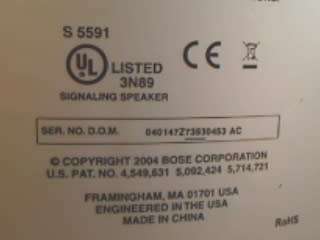 S 5591
UL LISTED
3N89
SIGNALING SPEAKER
CE
SER. NO. D.O.M. 040147Z73630453 AC
© COPYRIGHT 2004 BOSE CORPORATION
U.S. PAT. NO. 4,549,631 5,092,424 5,714,721
FRAMINGHAM, MA 01701 USA
ENGINEERED IN THE USA
MADE IN CHINA
RoHS